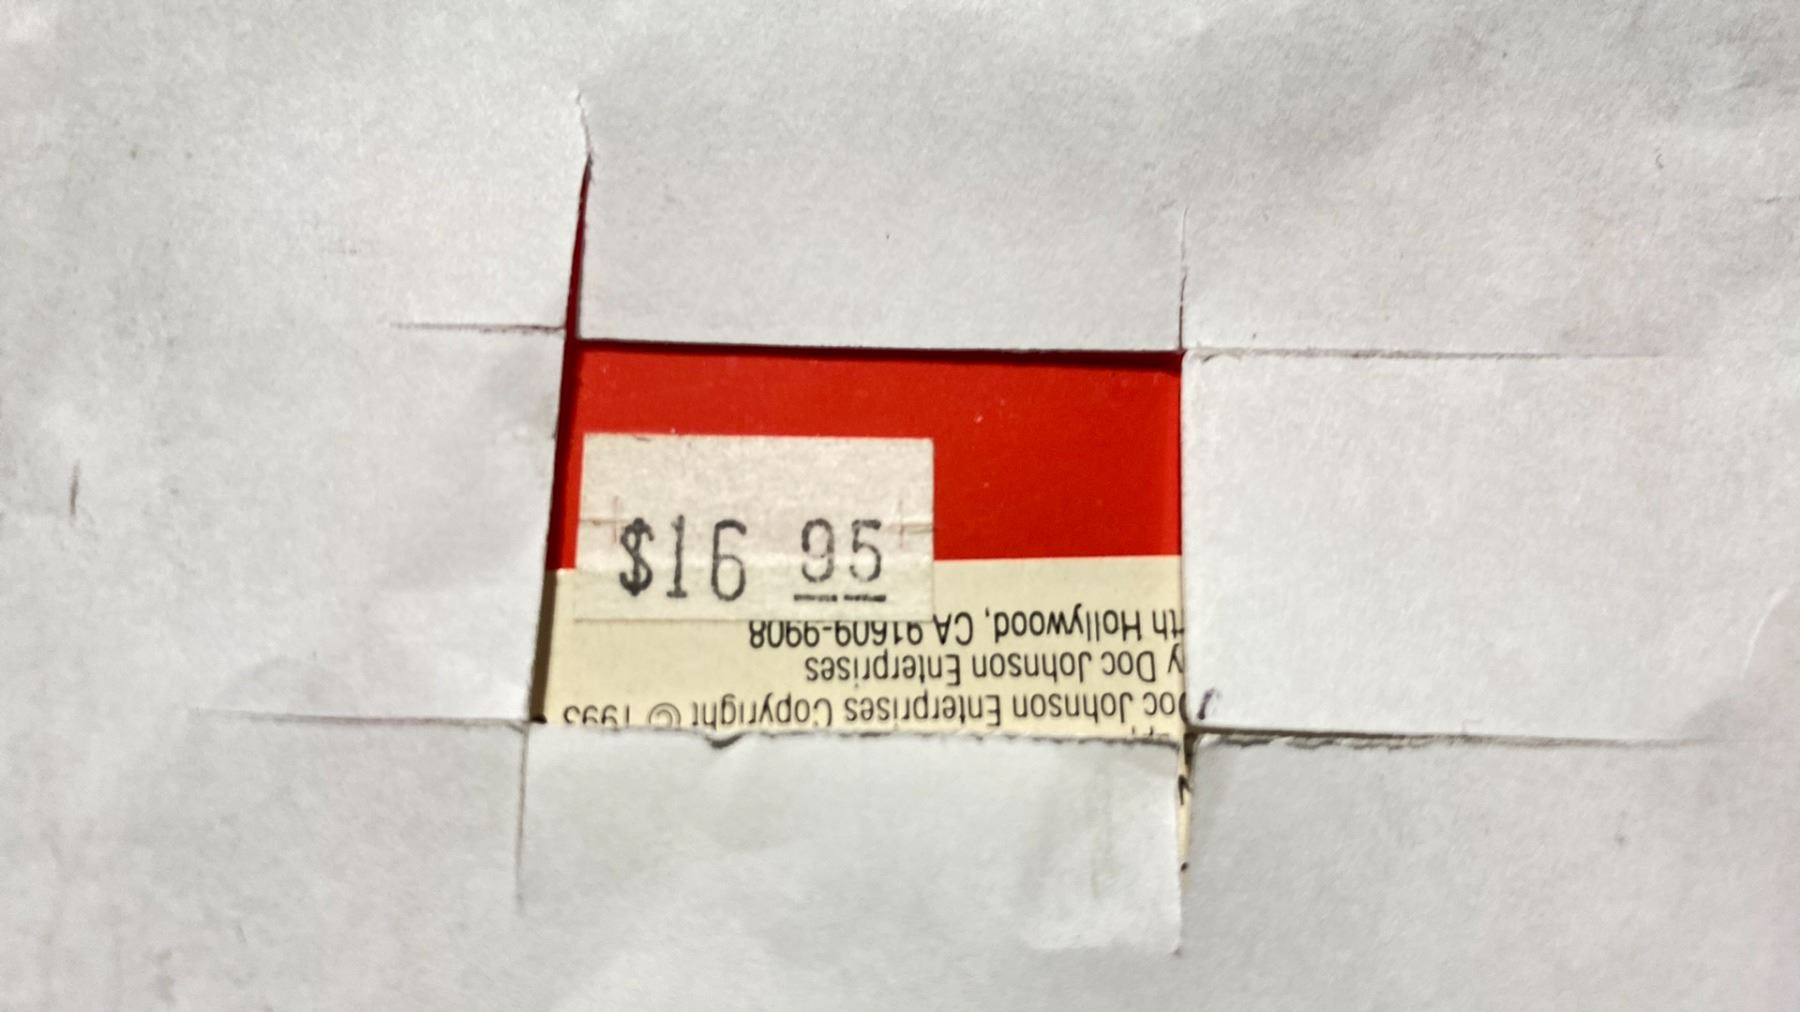 $16 95
Doc Johnson Enterprises Copyright ©
y Doc Johnson Enterprises
th Hollywood, CA 91609-9908